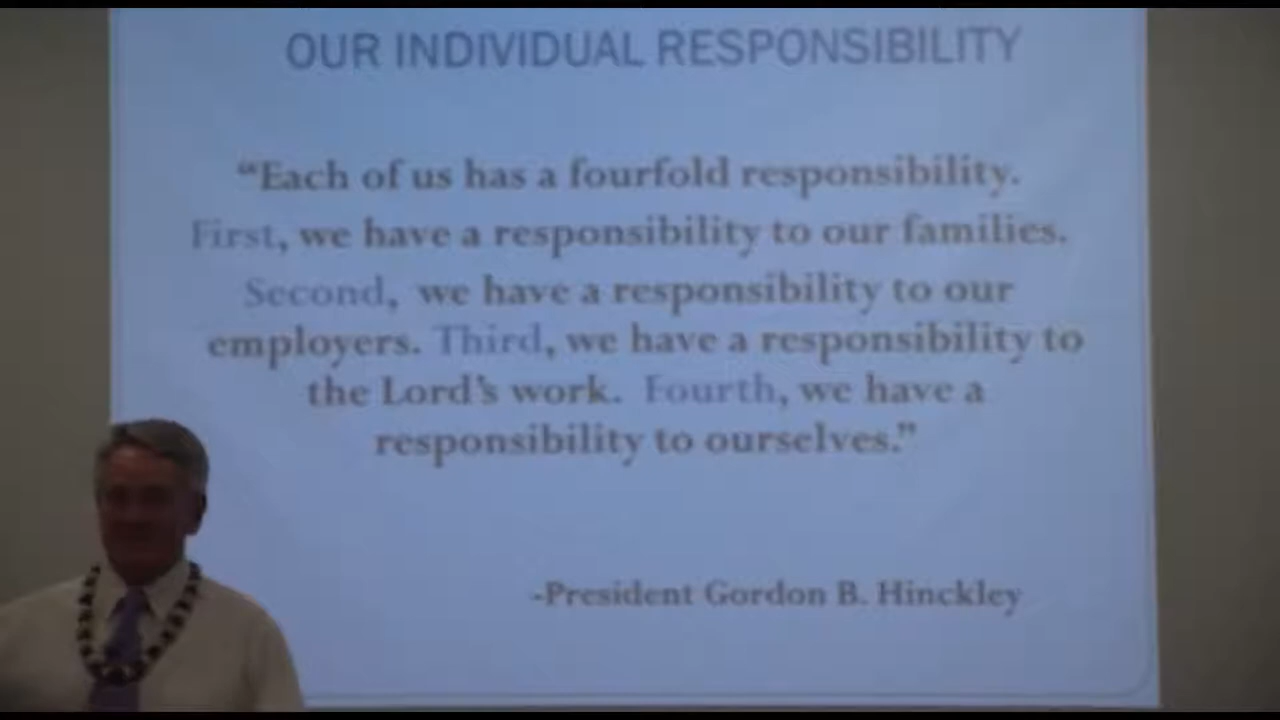 OUR INDIVIDUAL RESPONSIBILITY
“Each of us has a fourfold responsibility.
First, we have a responsibility to our families.
Second, we have a responsibility to our
employers. Third, we have a responsibility to
the Lord’s work. Fourth, we have a
responsibility to ourselves.”
-President Gordon B. Hinckley